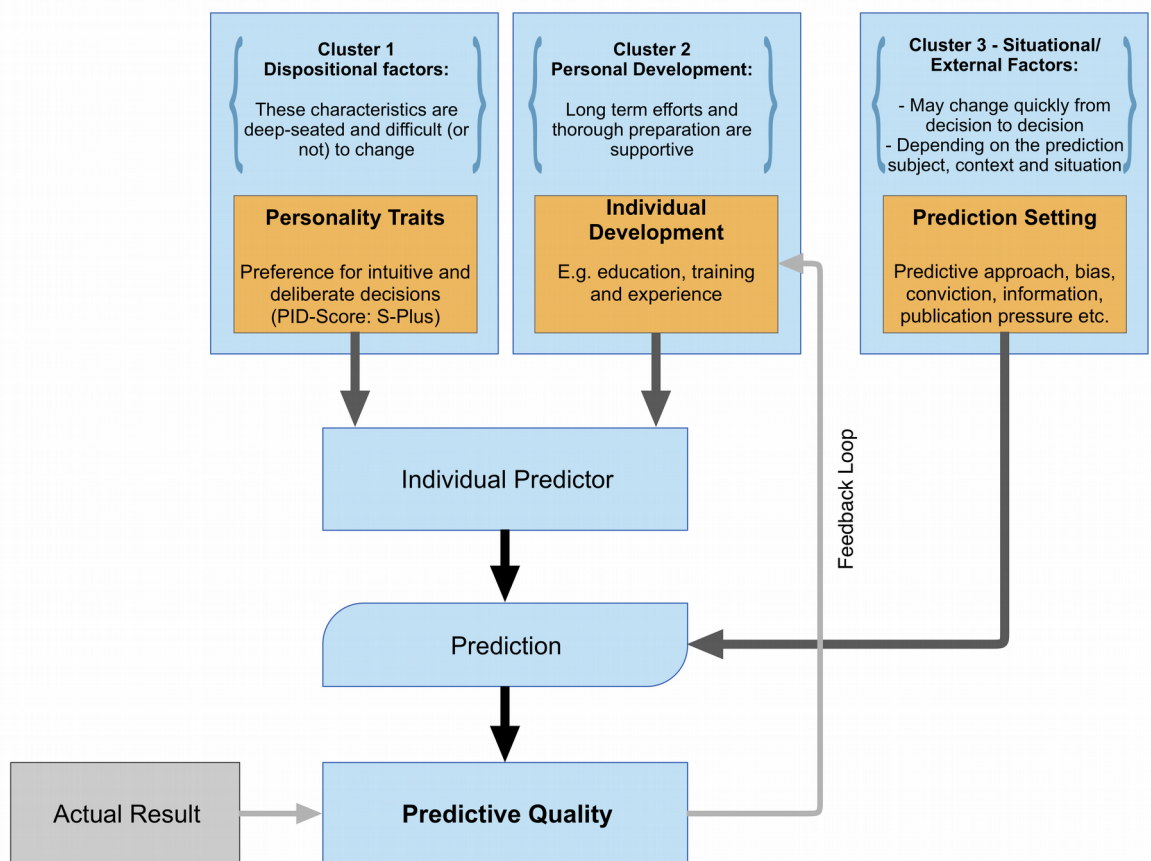 Cluster 1
Dispositional factors:
These characteristics are
deep-seated and difficult (or
not) to change
Personality Traits
Preference for intuitive and
deliberate decisions
(PID-Score: S-Plus)
Cluster 2
Personal Development:
Long term efforts and
thorough preparation are
supportive
Individual
Development
E.g. education, training
and experience
Cluster 3 - Situational/
External Factors:
- May change quickly from
decision to decision
- Depending on the prediction
subject, context and situation
Prediction Setting
Predictive approach, bias,
conviction, information,
publication pressure etc.
Individual Predictor
Feedback Loop
Prediction
Actual Result
Predictive Quality